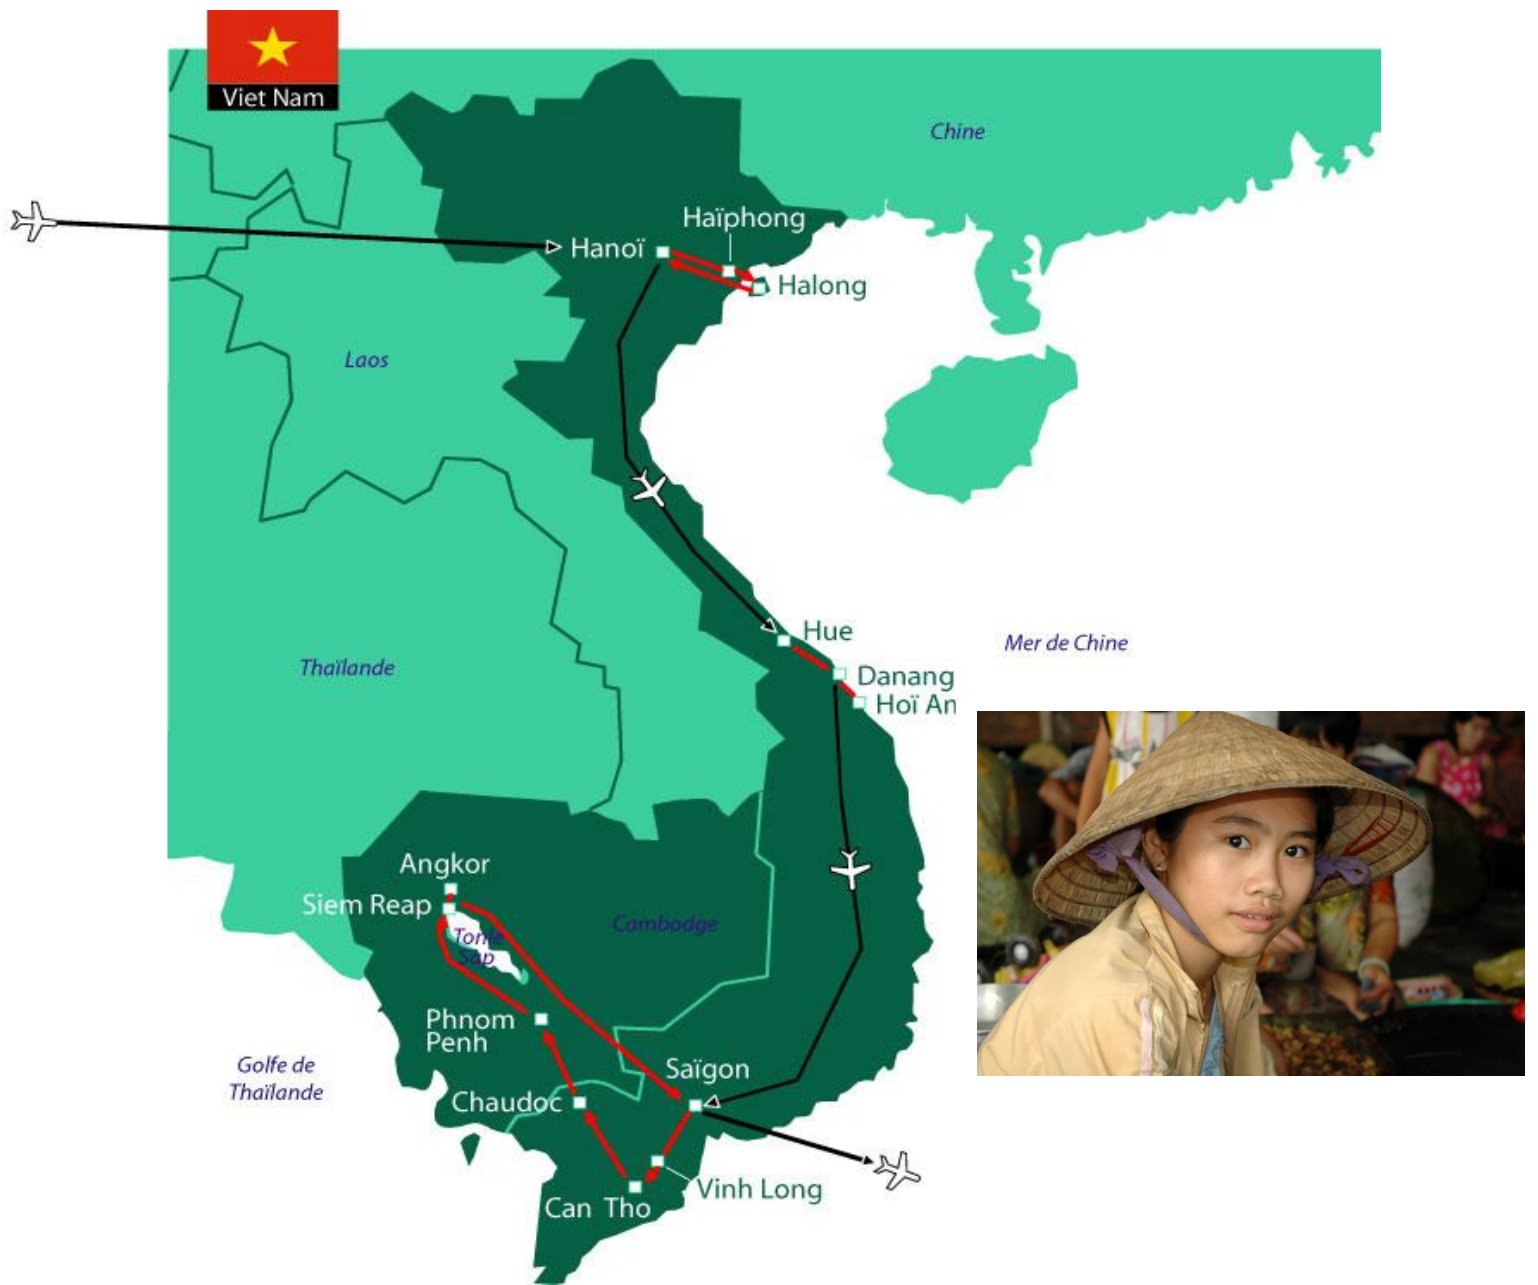 Viet Nam
Chine
Haïphong
Hanoï
Halong
Laos
Hue
Mer de Chine
Thaïlande
Danang
Hoï An
Angkor
Siem Reap
Cambodge
Tonle
Sap
Phnom
Penh
Golfe de
Thaïlande
Saïgon
Chaudoc
Vinh Long
Can Tho